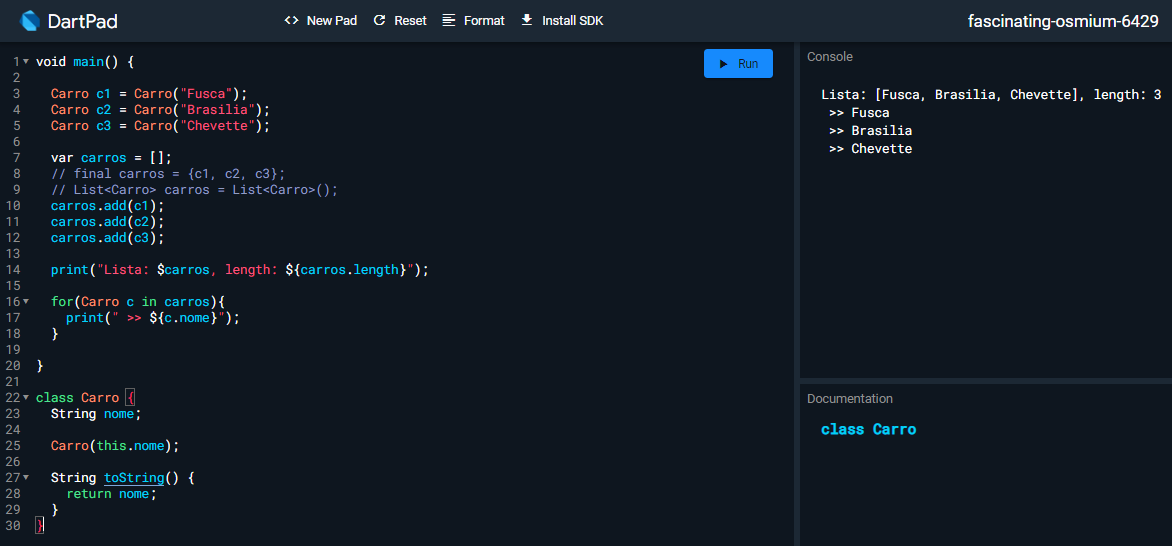 DartPad
<> New Pad Reset Format Install SDK
fascinating-osmium-6429
1 void main() {
2
3   Carro c1 = Carro("Fusca");
4   Carro c2 = Carro("Brasilia");
5   Carro c3 = Carro("Chevette");
6
7   var carros = [];
8   // final carros = {c1, c2, c3};
9   // List<Carro> carros = List<Carro>();
10   carros.add(c1);
11   carros.add(c2);
12   carros.add(c3);
13
14   print("Lista: $carros, length: ${carros.length}");
15
16   for(Carro c in carros){
17     print(" >> ${c.nome}");
18   }
19
20 }
21
22 class Carro {
23   String nome;
24
25   Carro(this.nome);
26
27   String toString() {
28     return nome;
29   }
30 }
Run
Console
Lista: [Fusca, Brasilia, Chevette], length: 3
 >> Fusca
 >> Brasilia
 >> Chevette
Documentation
class Carro